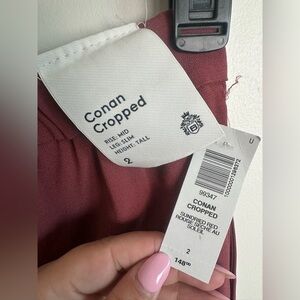 Conan
Cropped
RISE: MID
LEG: SLIM
HEIGHT: TALL
2
U
99347
CONAN
CROPPED
SUNDRIED RED
ROUGE SÉCHÉ AU
SOLEIL
2
148⁰⁰